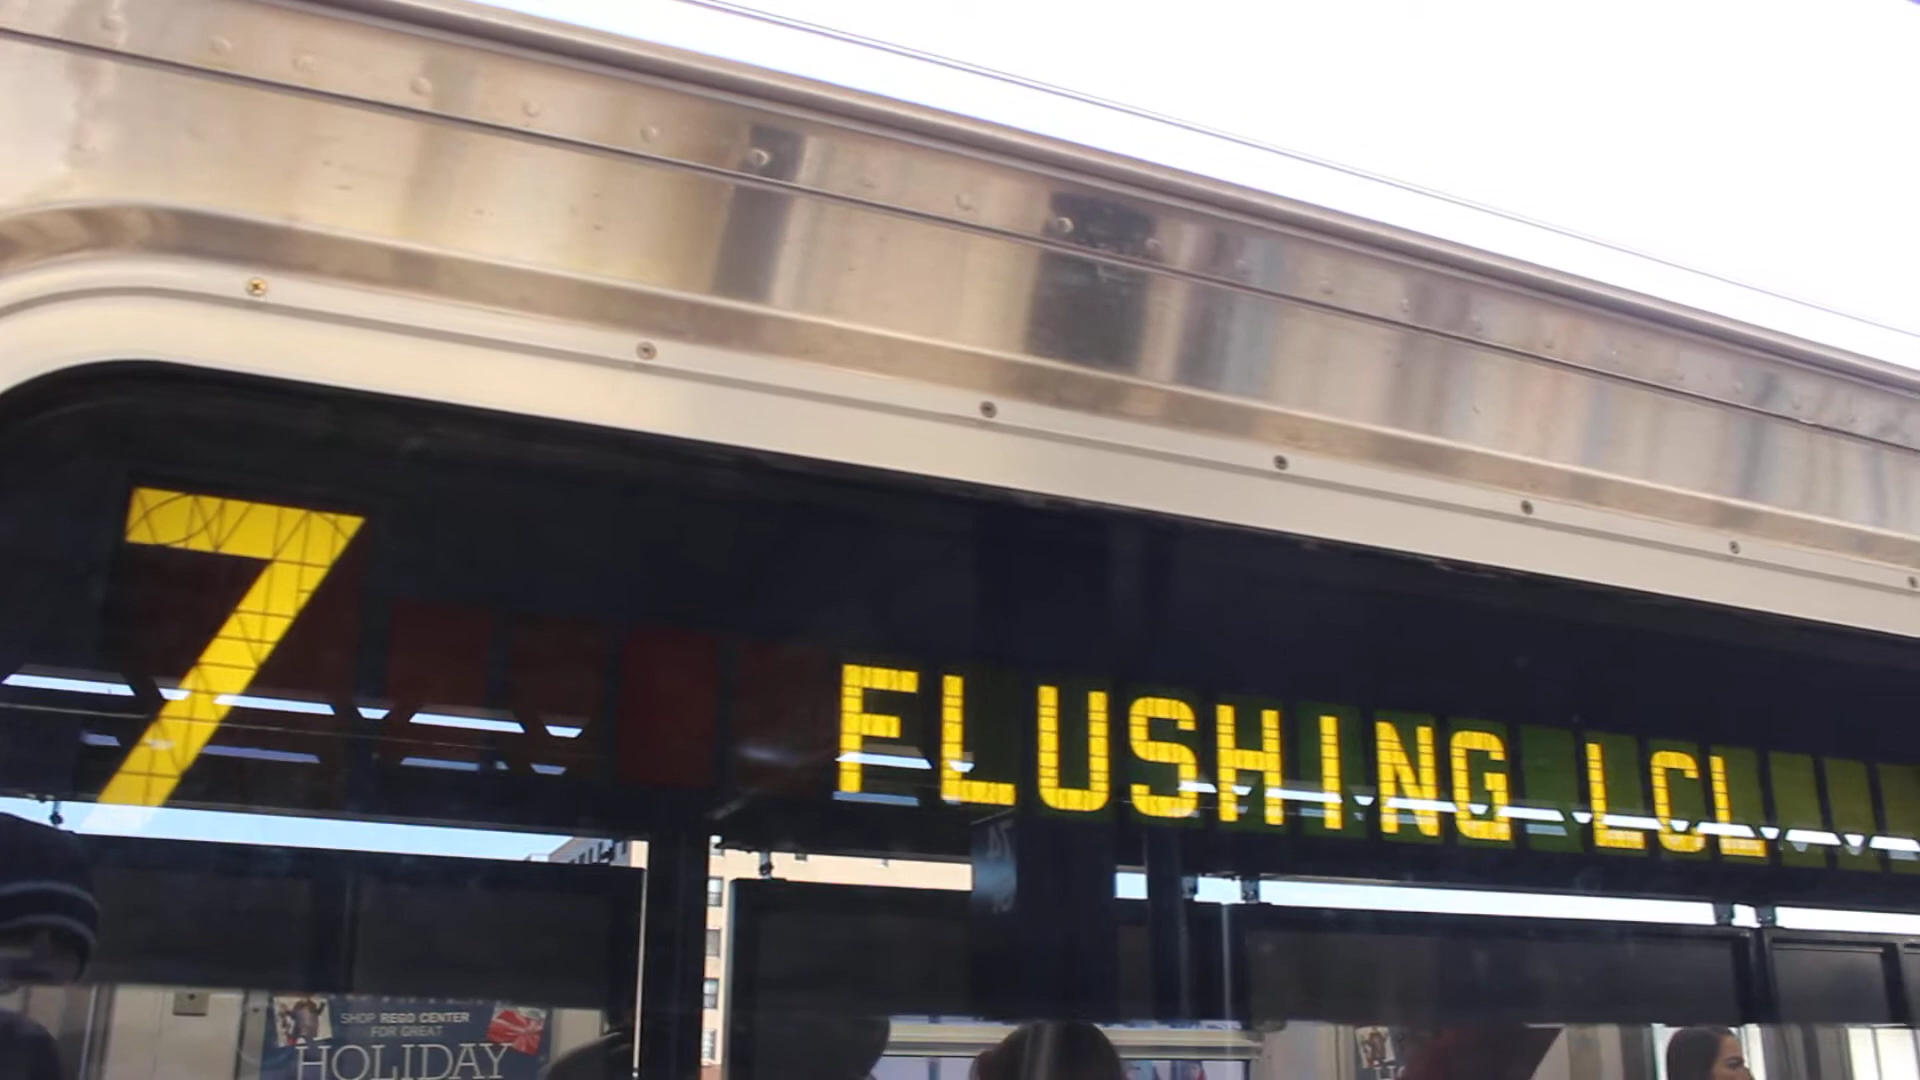 7 FLUSHING LCL
SHOP REGO CENTER
FOR GREAT
HOLIDAY